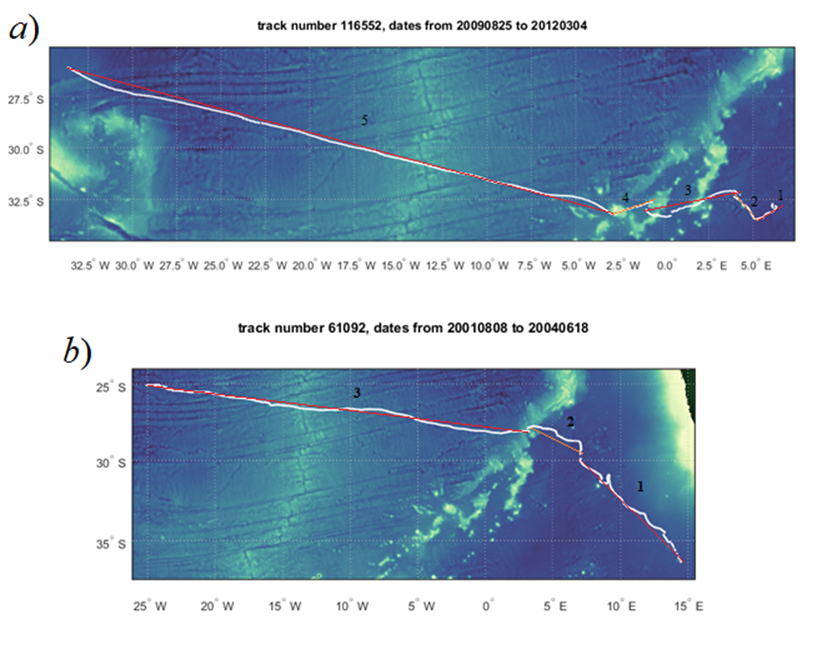 a)
track number 116552, dates from 20090825 to 20120304
27.5° S
30.0° S
32.5° S
5
4
3
2
1
32.5° W 30.0° W 27.5° W 25.0° W 22.5° W 20.0° W 17.5° W 15.0° W 12.5° W 10.0° W 7.5° W 5.0° W 2.5° W 0.0° 2.5° E 5.0° E
b)
track number 61092, dates from 20010808 to 20040618
25° S
30° S
35° S
3
2
1
25° W 20° W 15° W 10° W 5° W 0° 5° E 10° E 15° E